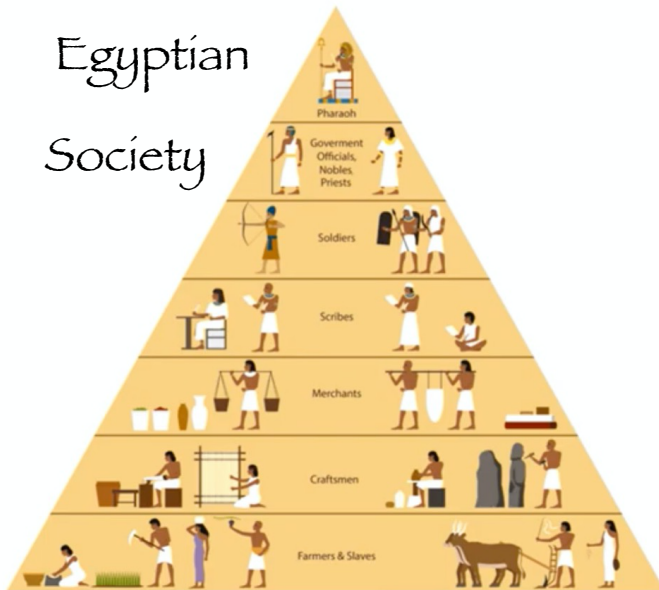 Egyptian
Society
Pharaoh
Goverment
Officials,
Nobles
Priests
Soldiers
Scribes
Merchants
Craftsmen
Farmers & Slaves